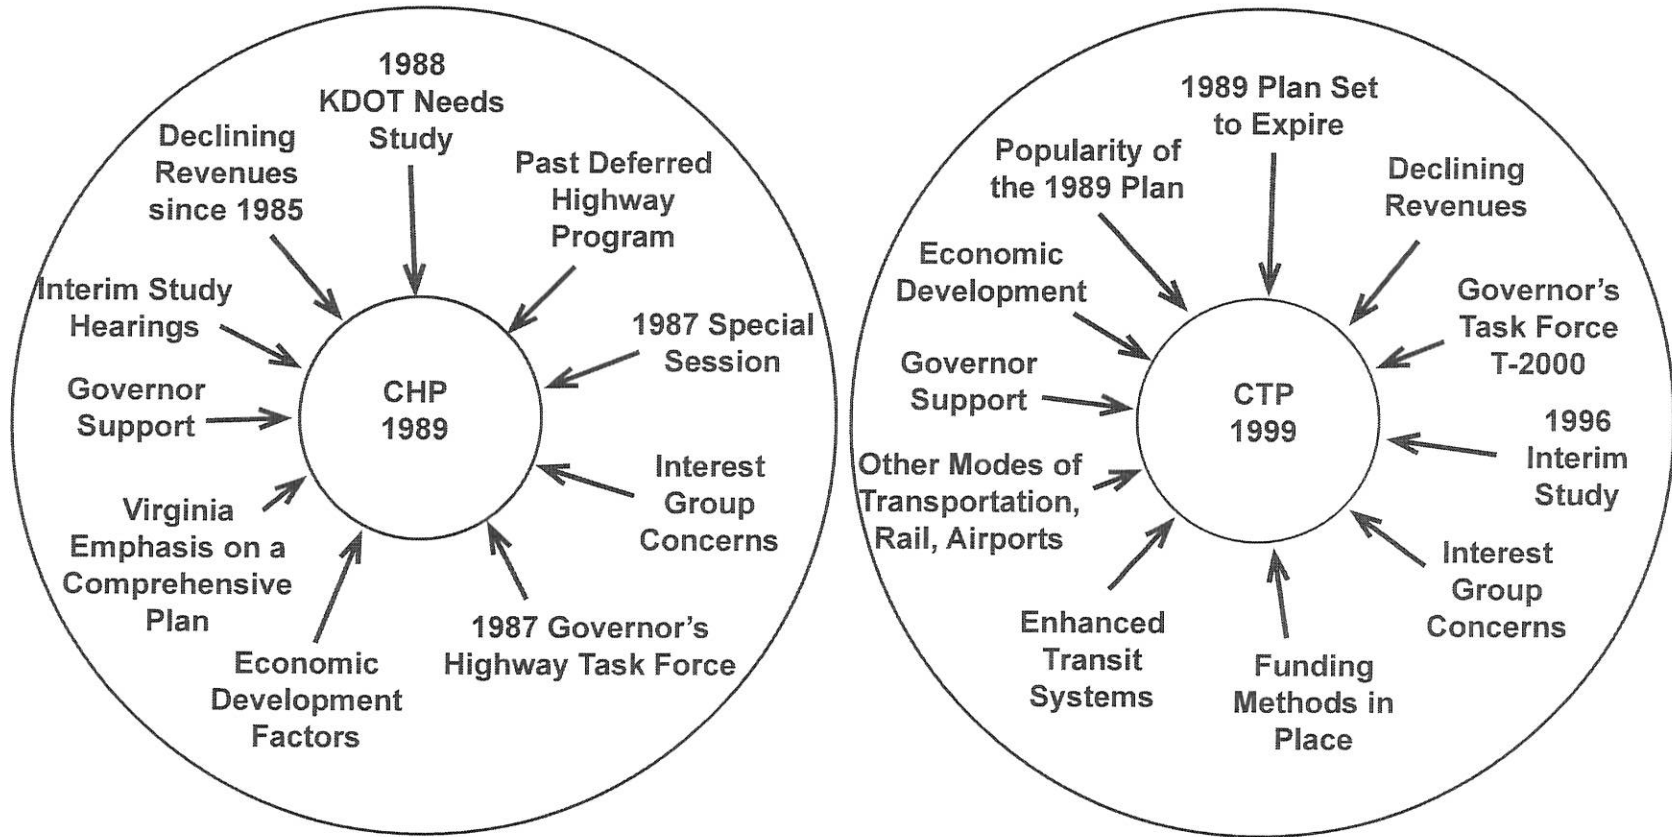 1988
KDOT Needs
Study
Declining
Revenues
since 1985
Past Deferred
Highway
Program
Interim Study
Hearings
1987 Special
Session
Governor
Support
CHP
1989
Interest
Group
Concerns
Virginia
Emphasis on a
Comprehensive
Plan
1987 Governor's
Highway Task Force
Economic
Development
Factors
1989 Plan Set
to Expire
Popularity of
the 1989 Plan
Declining
Revenues
Economic
Development
Governor's
Task Force
T-2000
Governor
Support
CTP
1999
1996
Interim
Study
Other Modes of
Transportation,
Rail, Airports
Interest
Group
Concerns
Enhanced
Transit
Systems
Funding
Methods in
Place